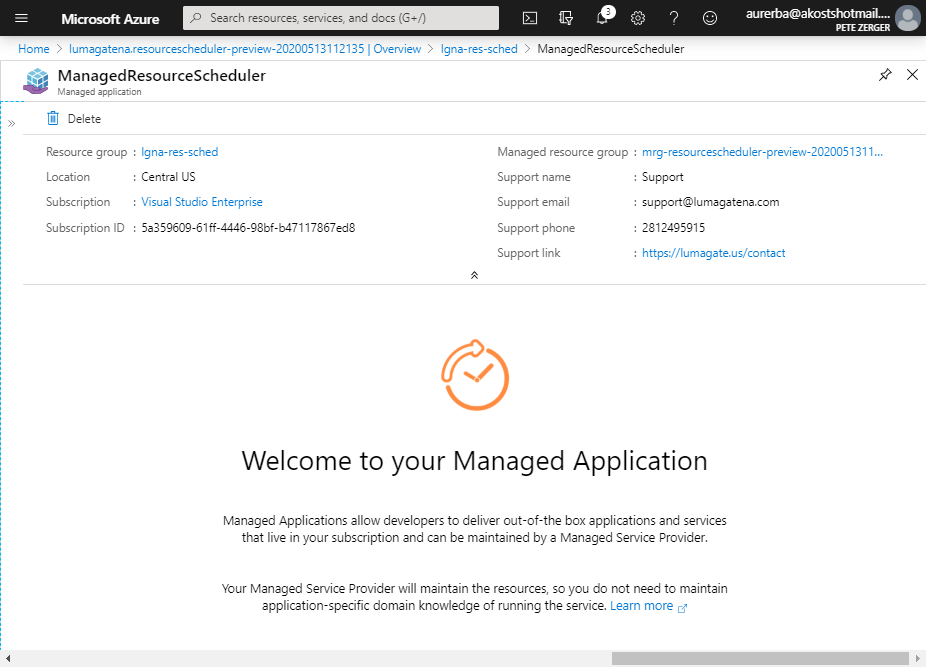 Microsoft Azure
Search resources, services, and docs (G+/)
3
aurerba@akostshotmail....
PETE ZERGER
Home > lumagatena.resourcescheduler-preview-20200513112135 | Overview > lgna-res-sched > ManagedResourceScheduler
ManagedResourceScheduler
Managed application
Delete
Resource group : lgna-res-sched
Location : Central US
Subscription : Visual Studio Enterprise
Subscription ID : 5a359609-61ff-4446-98bf-b47117867ed8
Managed resource group : mrg-resourcescheduler-preview-2020051311...
Support name : Support
Support email : support@lumagatena.com
Support phone : 2812495915
Support link : https://lumagate.us/contact
Welcome to your Managed Application
Managed Applications allow developers to deliver out-of-the box applications and services
that live in your subscription and can be maintained by a Managed Service Provider.
Your Managed Service Provider will maintain the resources, so you do not need to maintain
application-specific domain knowledge of running the service. Learn more